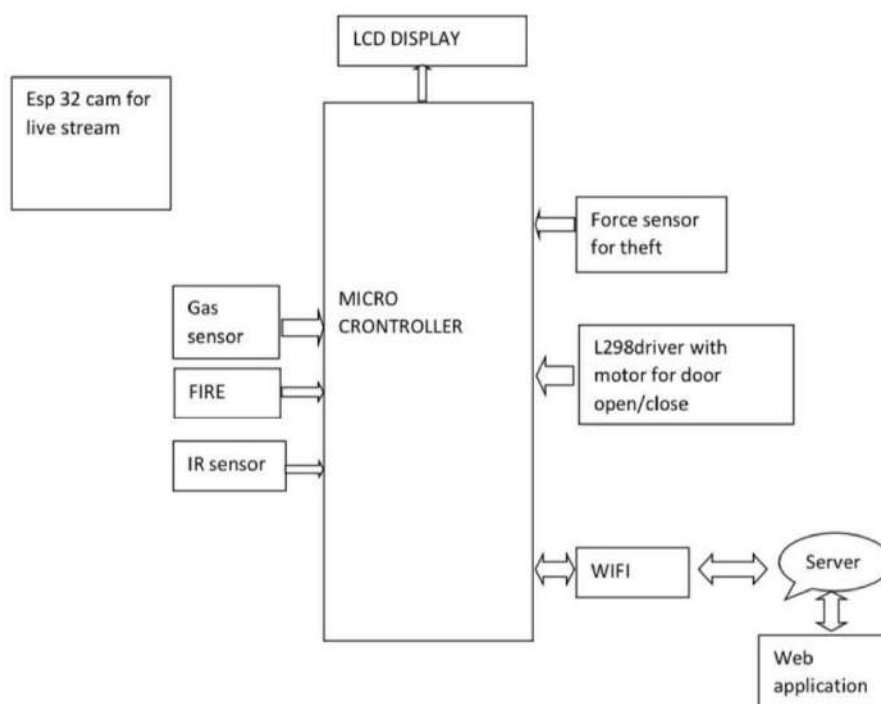 LCD DISPLAY
Esp 32 cam for
live stream
Force sensor
for theft
Gas
sensor
MICRO
CRONTROLLER
L298driver with
motor for door
open/close
FIRE
IR sensor
WIFI
Server
Web
application